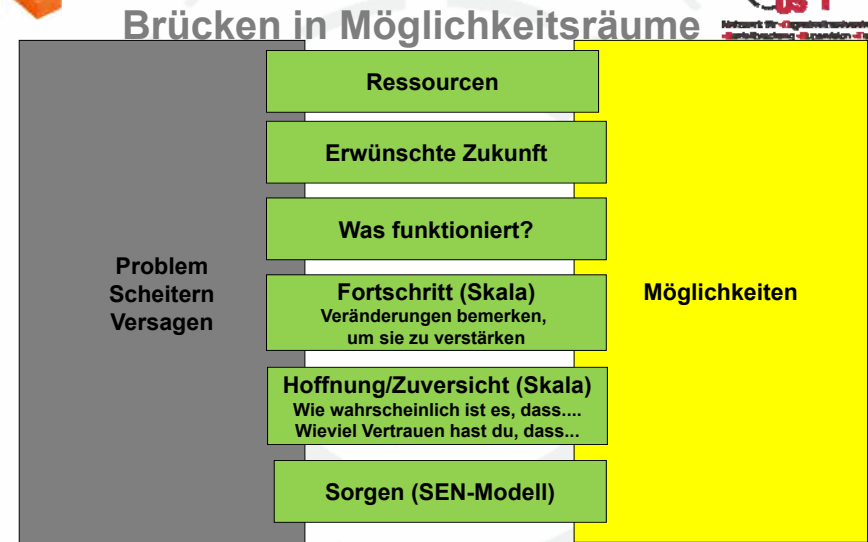 Brücken in Möglichkeitsräume
Ressourcen
Erwünschte Zukunft
Was funktioniert?
Problem
Scheitern
Versagen
Fortschritt (Skala)
Veränderungen bemerken,
um sie zu verstärken
Möglichkeiten
Hoffnung/Zuversicht (Skala)
Wie wahrscheinlich ist es, dass....
Wieviel Vertrauen hast du, dass...
Sorgen (SEN-Modell)